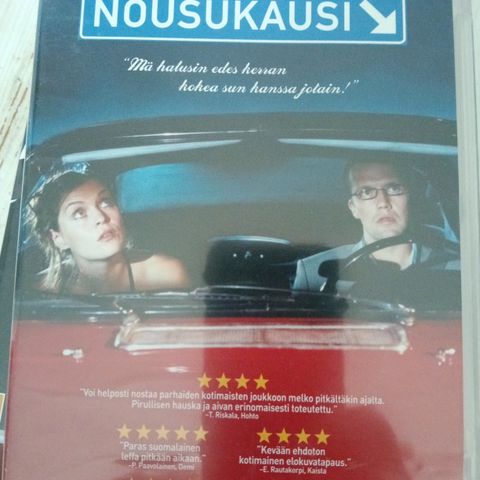 NOUSUKAUSI
"Mä halusin edes kerran
kokea sun kanssa jotain!"
"Voi helposti nostaa parhaiden kotimaisten joukkoon melko pitkältäkin ajalta.
Pirullisen hauska ja aivan erinomaisesti toteutettu."
-T. Riskala, Hohto
"Paras suomalainen
leffa pitkään aikaan."
-P. Paavolainen, Demi
"Kevään ehdoton
kotimainen elokuvatapaus."
-E. Rautakorpi, Kaista